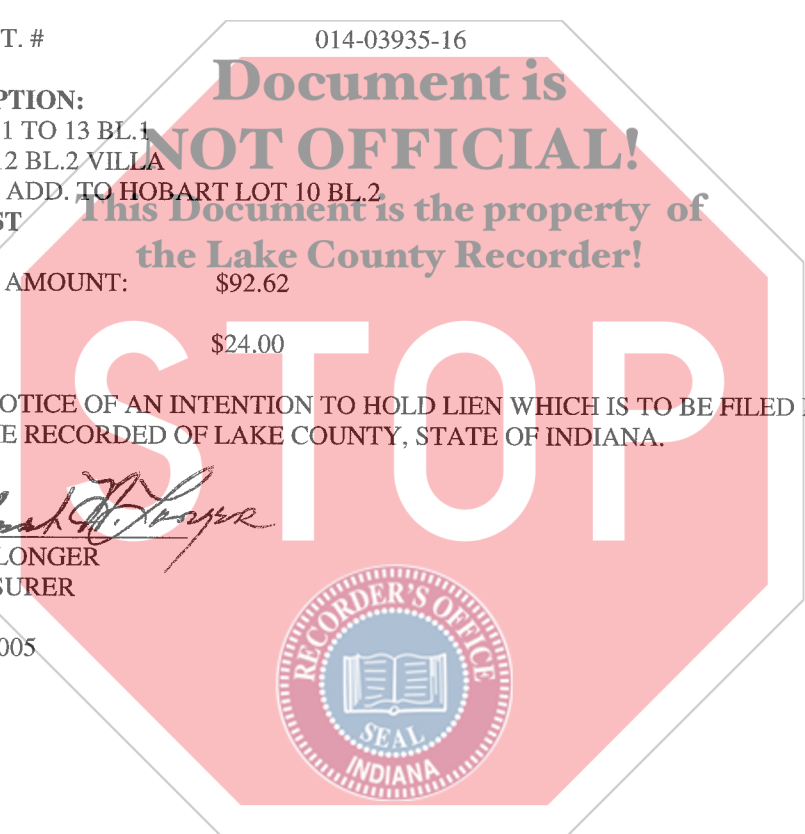 T. # 014-03935-16
Document is
PTION:
1 TO 13 BL.1
NOT OFFICIAL!
12 BL.2 VILLA
ADD. TO HOBART LOT 10 BL.2
This Document is the property of
ST
the Lake County Recorder!
AMOUNT: $92.62
STOP
$24.00
OTICE OF AN INTENTION TO HOLD LIEN WHICH IS TO BE FILED
E RECORDED OF LAKE COUNTY, STATE OF INDIANA.
LONGER
SURER
RECORDER'S OFFICE
005
SEAL
INDIANA